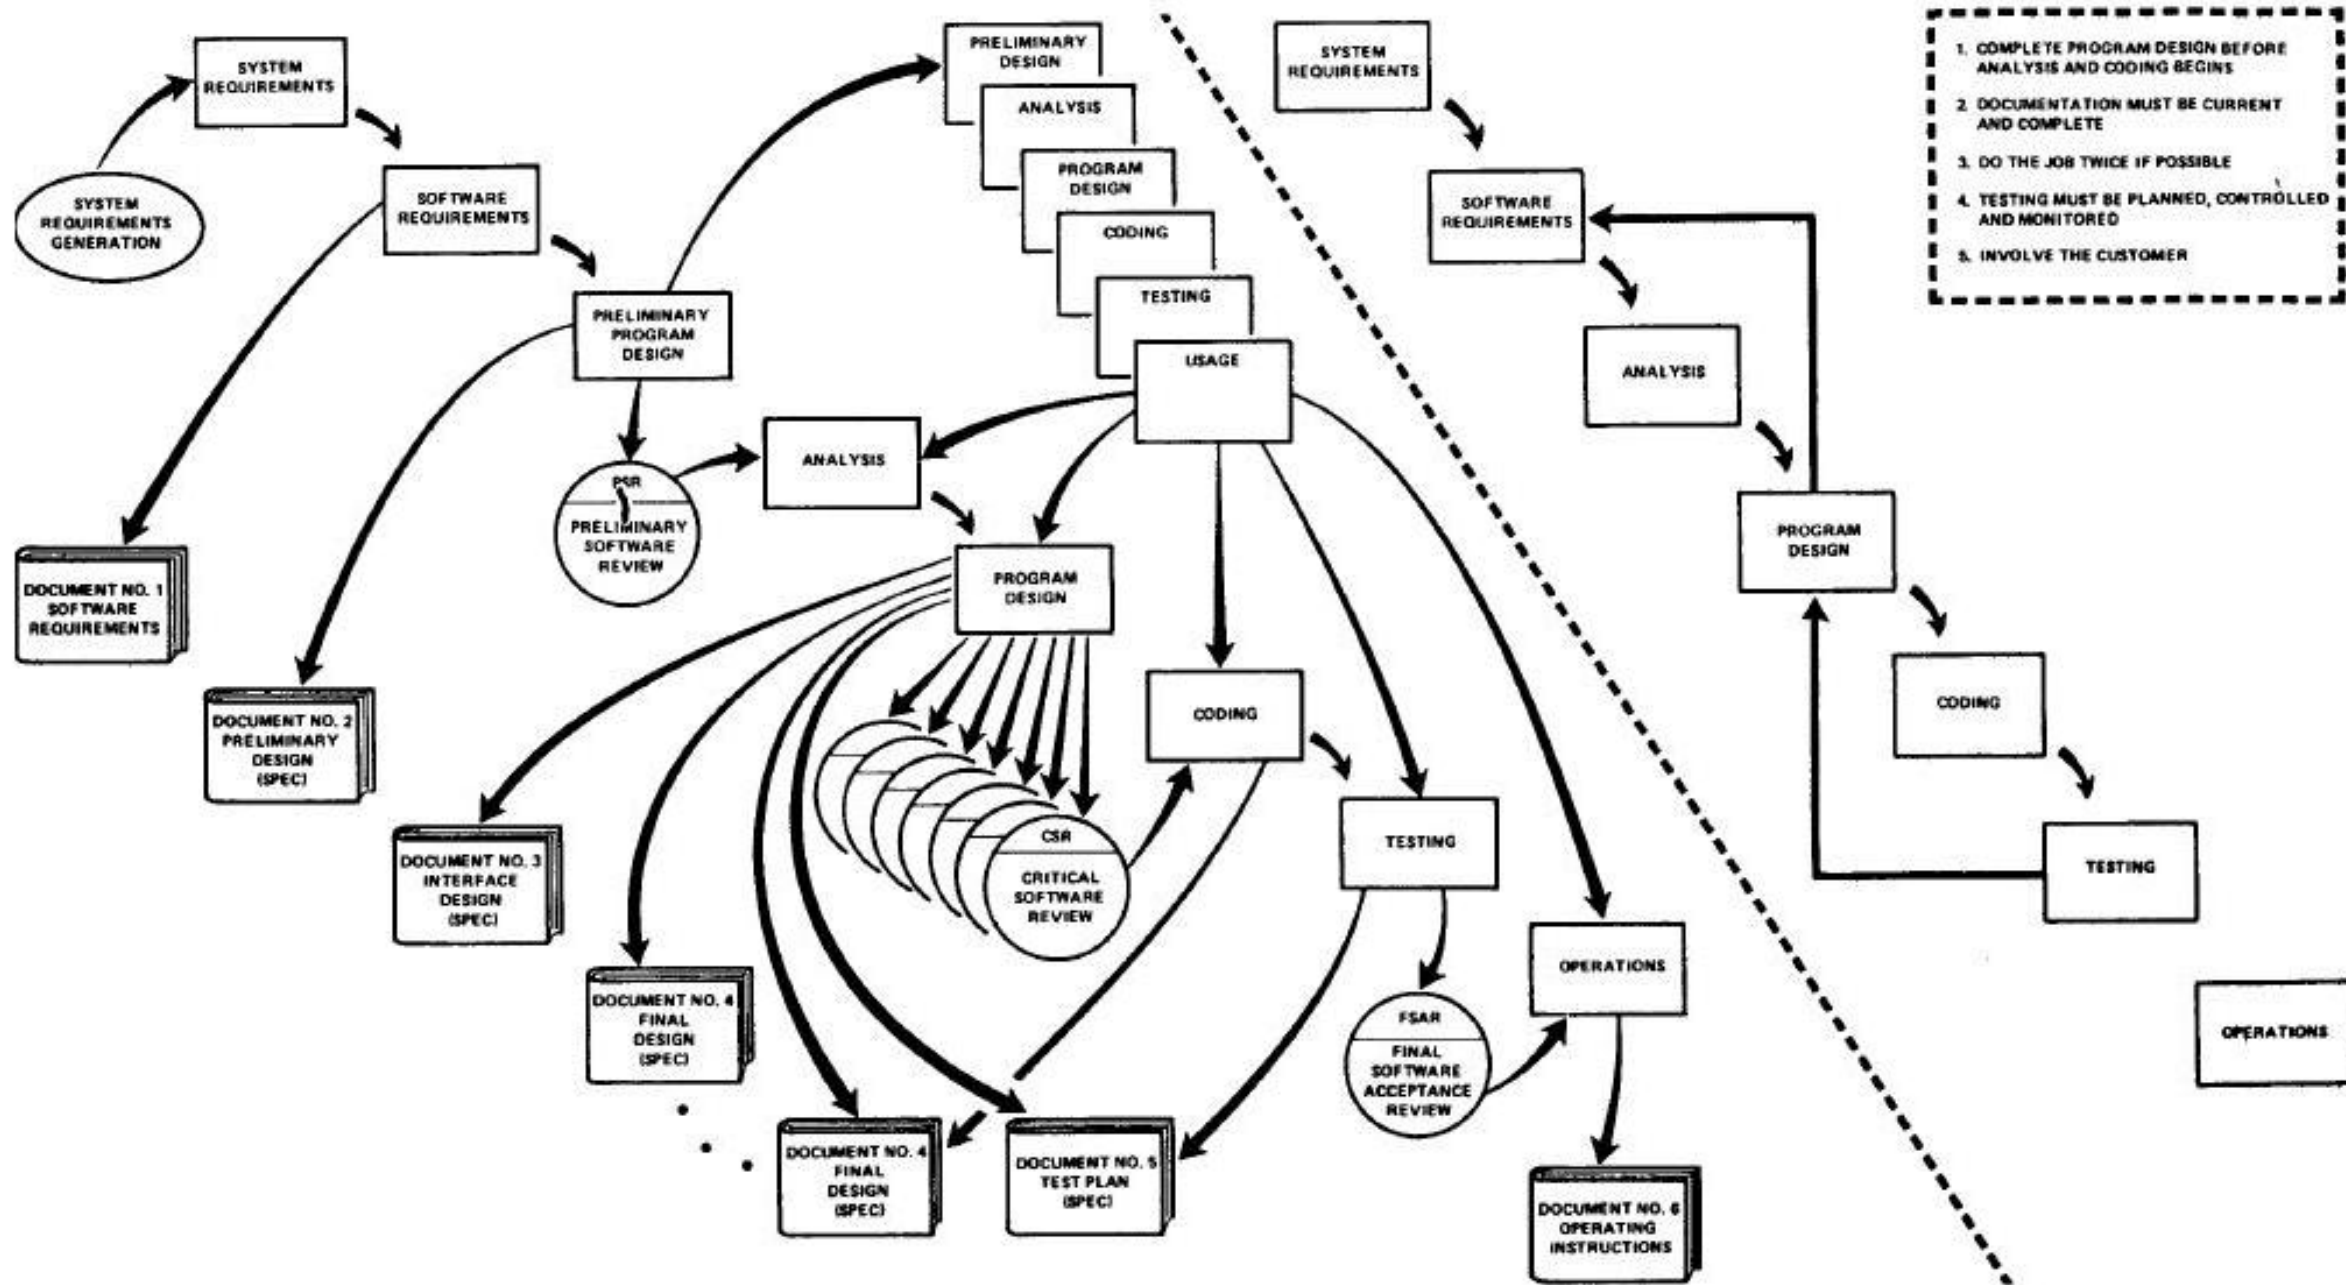 SYSTEM
REQUIREMENTS
SYSTEM
REQUIREMENTS
GENERATION
SOFTWARE
REQUIREMENTS
PRELIMINARY
PROGRAM
DESIGN
PRELIMINARY
DESIGN
ANALYSIS
PROGRAM
DESIGN
CODING
TESTING
USAGE
PSR
PRELIMINARY
SOFTWARE
REVIEW
ANALYSIS
PROGRAM
DESIGN
CSR
CRITICAL
SOFTWARE
REVIEW
CODING
TESTING
FSAR
FINAL
SOFTWARE
ACCEPTANCE
REVIEW
OPERATIONS
DOCUMENT NO. 1
SOFTWARE
REQUIREMENTS
DOCUMENT NO. 2
PRELIMINARY
DESIGN
(SPEC)
DOCUMENT NO. 3
INTERFACE
DESIGN
(SPEC)
DOCUMENT NO. 4
FINAL
DESIGN
(SPEC)
DOCUMENT NO. 4
FINAL
DESIGN
(SPEC)
DOCUMENT NO. 5
TEST PLAN
(SPEC)
DOCUMENT NO. 6
OPERATING
INSTRUCTIONS
SYSTEM
REQUIREMENTS
SOFTWARE
REQUIREMENTS
ANALYSIS
PROGRAM
DESIGN
CODING
TESTING
OPERATIONS
1. COMPLETE PROGRAM DESIGN BEFORE
ANALYSIS AND CODING BEGINS
2. DOCUMENTATION MUST BE CURRENT
AND COMPLETE
3. DO THE JOB TWICE IF POSSIBLE
4. TESTING MUST BE PLANNED, CONTROLLED
AND MONITORED
5. INVOLVE THE CUSTOMER